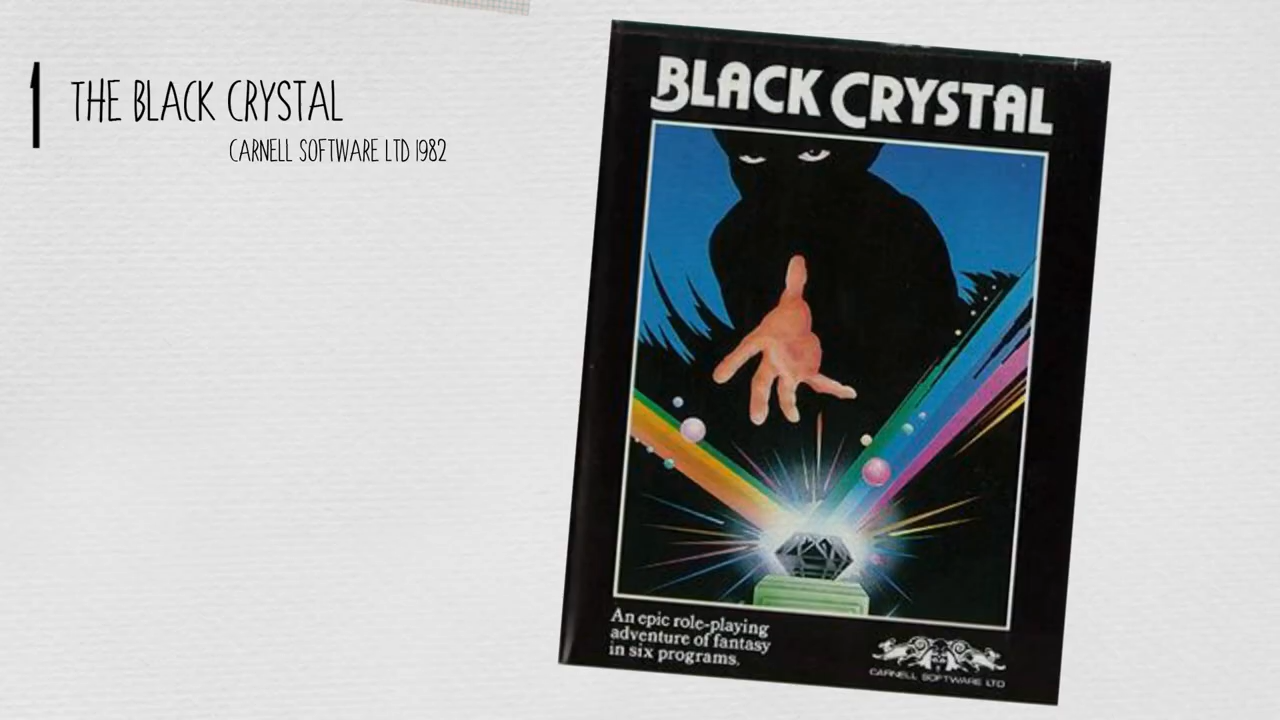 1 THE BLACK CRYSTAL
CARNELL SOFTWARE LTD 1982
BLACK CRYSTAL
An epic role-playing
adventure of fantasy
in six programs.
CARNELL SOFTWARE LTD